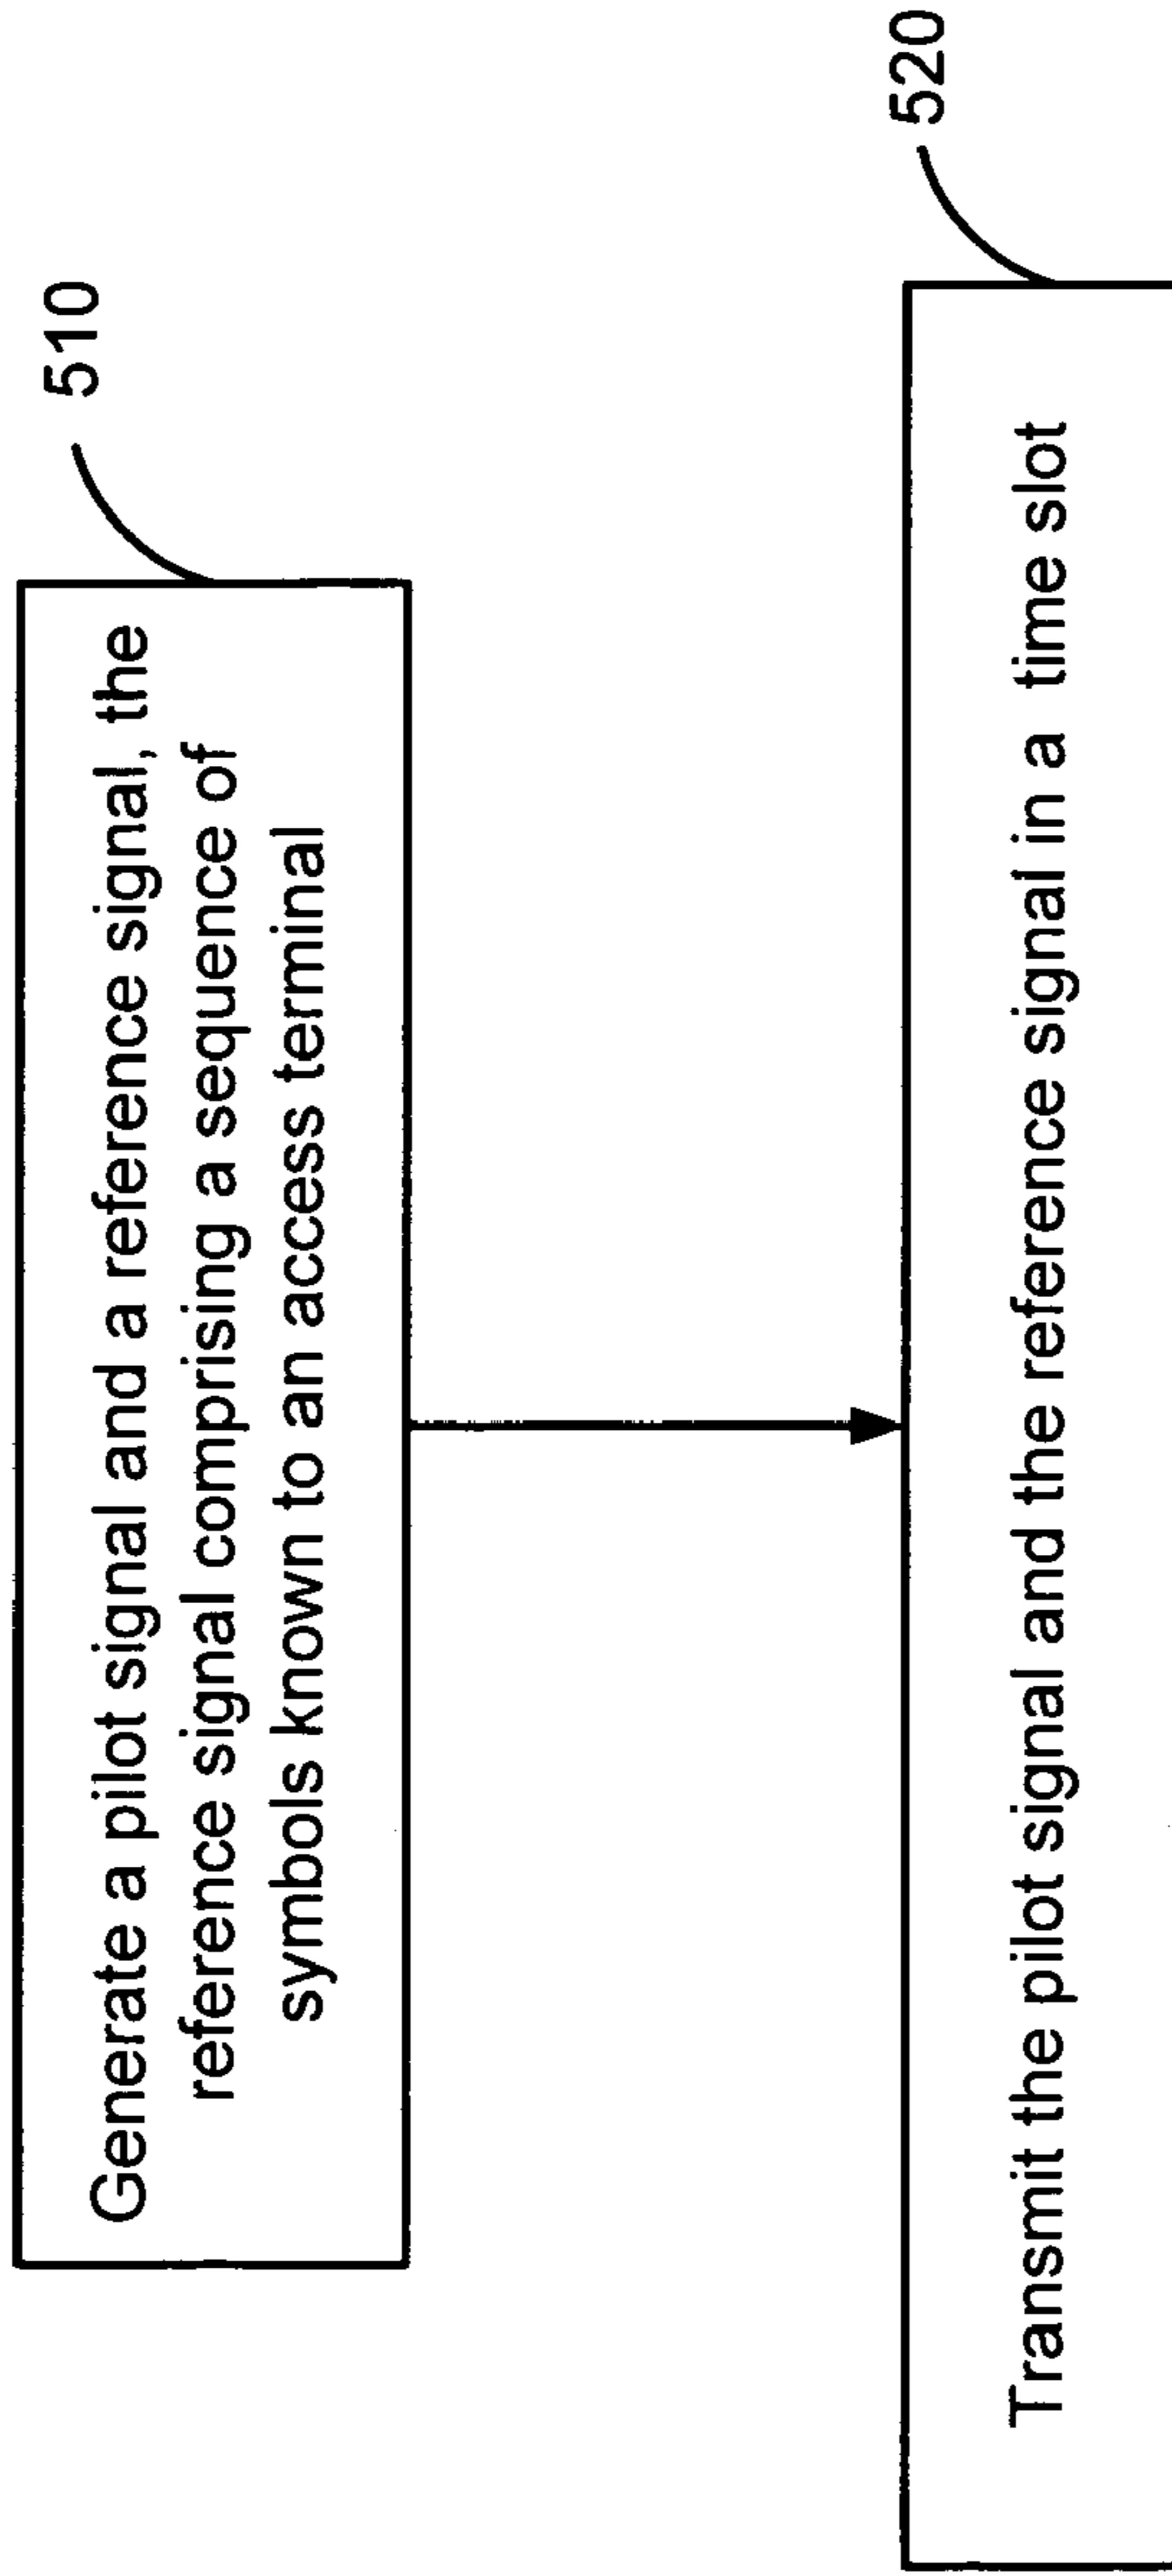 510
Generate a pilot signal and a reference signal, the
reference signal comprising a sequence of
symbols known to an access terminal
520
Transmit the pilot signal and the reference signal in a time slot